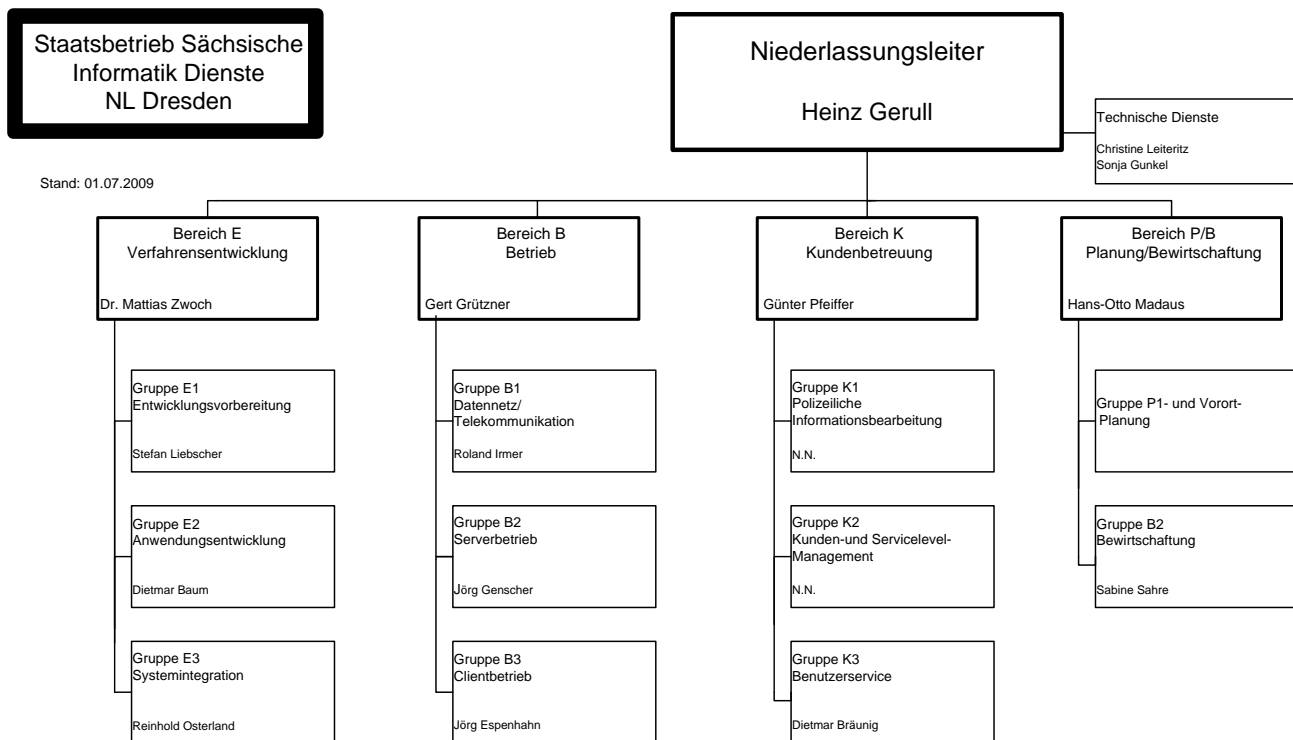 Staatsbetrieb Sächsische
Informatik Dienste
NL Dresden
Niederlassungsleiter
Heinz Gerull
Technische Dienste
Christine Leiteritz
Sonja Gunkel
Stand: 01.07.2009
Bereich E
Verfahrensentwicklung
Dr. Mattias Zwoch
Bereich B
Betrieb
Gert Grützner
Bereich K
Kundenbetreuung
Günter Pfeiffer
Bereich P/B
Planung/Bewirtschaftung
Hans-Otto Madaus
Gruppe E1
Entwicklungsvorbereitung
Stefan Liebscher
Gruppe B1
Datennetz/
Telekommunikation
Roland Irmer
Gruppe K1
Polizeiliche
Informationsbearbeitung
N.N.
Gruppe P1- und Vorort-
Planung
Gruppe E2
Anwendungsentwicklung
Dietmar Baum
Gruppe B2
Serverbetrieb
Jörg Genscher
Gruppe K2
Kunden-und Servicelevel-
Management
N.N.
Gruppe B2
Bewirtschaftung
Sabine Sahre
Gruppe E3
Systemintegration
Reinhold Osterland
Gruppe B3
Clientbetrieb
Jörg Espenhahn
Gruppe K3
Benutzerservice
Dietmar Bräunig